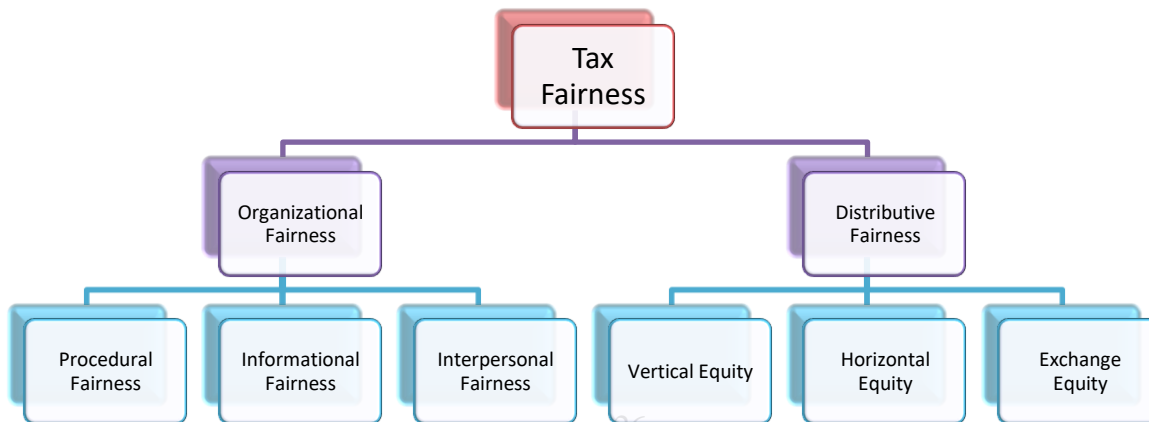 Tax
Fairness
Organizational
Fairness
Distributive
Fairness
Procedural
Fairness
Informational
Fairness
Interpersonal
Fairness
Vertical Equity
Horizontal
Equity
Exchange
Equity